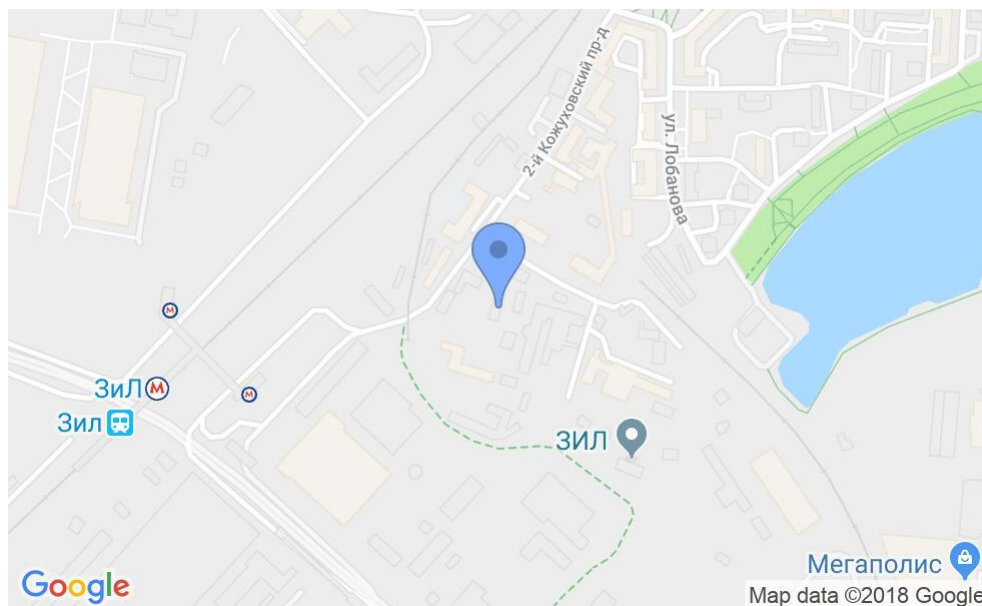 2-й Кожуховский пр-д
ул. Лобанова
М
ЗиЛ М
М
Зил
ЗИЛ
Мегаполис
Google
Map data ©2018 Google